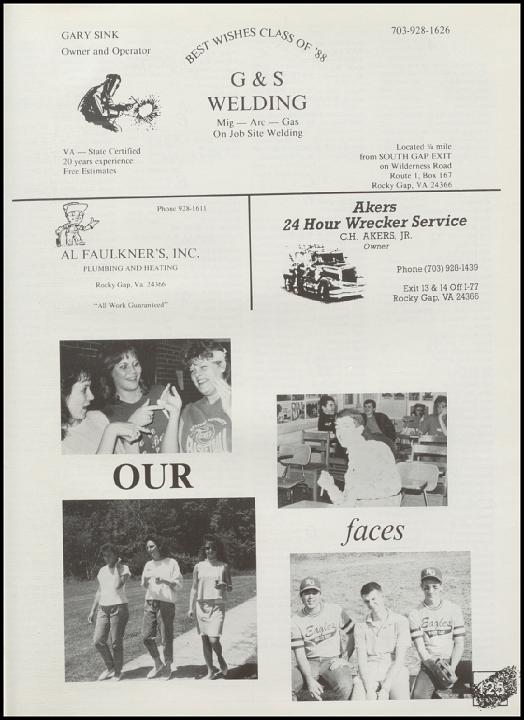 GARY SINK
Owner and Operator
BEST WISHES CLASS OF '88
703-928-1626
G & S
WELDING
Mig — Arc — Gas
On Job Site Welding
VA — State Certified
20 years experience
Free Estimates
Located ¼ mile
from SOUTH GAP EXIT
on Wilderness Road
Route 1, Box 167
Rocky Gap, VA 24366
Phone 928-1611
AL FAULKNER'S, INC.
PLUMBING AND HEATING
Rocky Gap, Va. 24366
"All Work Guaranteed"
Akers
24 Hour Wrecker Service
C.H. AKERS, JR.
Owner
Phone (703) 928-1439
Exit 13 & 14 Off I-77
Rocky Gap, VA 24366
OUR
faces
Eagles
Eagles
125